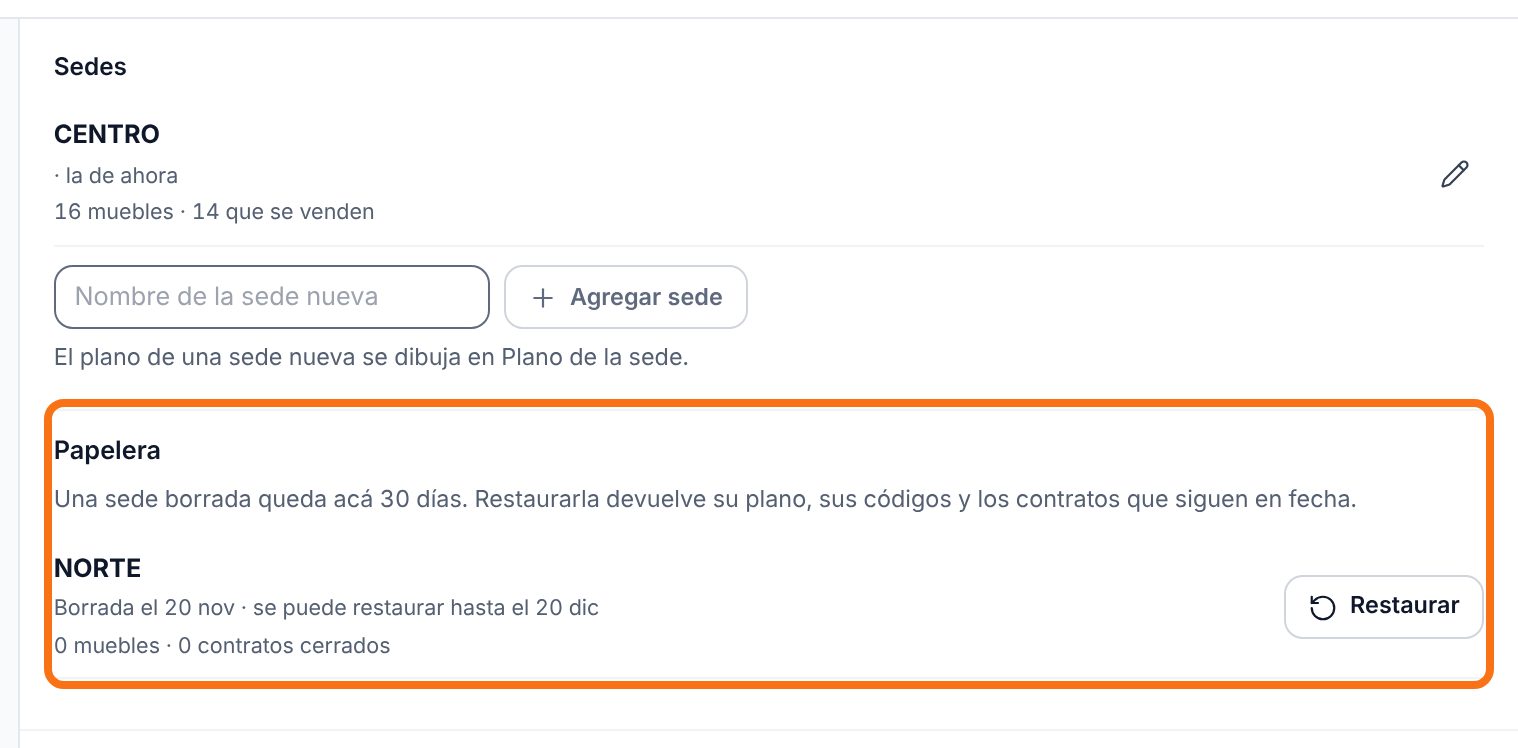 Sedes
CENTRO
· la de ahora
16 muebles · 14 que se venden
Nombre de la sede nueva
Agregar sede
El plano de una sede nueva se dibuja en Plano de la sede.
Papelera
Una sede borrada queda acá 30 días. Restaurarla devuelve su plano, sus códigos y los contratos que siguen en fecha.
NORTE
Borrada el 20 nov · se puede restaurar hasta el 20 dic
Restaurar
0 muebles · 0 contratos cerrados